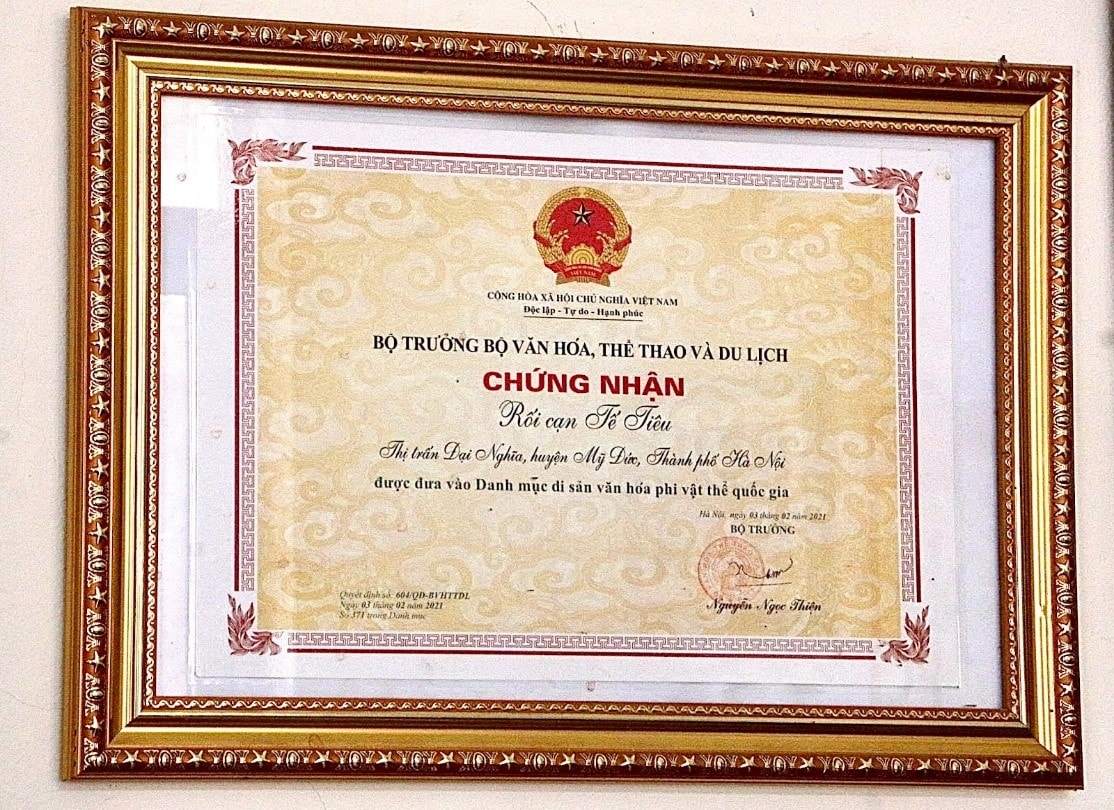 VIỆT NAM
CỘNG HÒA XÃ HỘI CHỦ NGHĨA VIỆT NAM
Độc lập - Tự do - Hạnh phúc
BỘ TRƯỞNG BỘ VĂN HÓA, THỂ THAO VÀ DU LỊCH
CHỨNG NHẬN
Rối cạn Tế Tiêu
Thị trấn Đại Nghĩa, huyện Mỹ Đức, Thành phố Hà Nội
được đưa vào Danh mục di sản văn hóa phi vật thể quốc gia
Hà Nội, ngày 03 tháng 02 năm 2021
BỘ TRƯỞNG
Nguyễn Ngọc Thiện
Quyết định số: 604/QĐ-BVHTTDL
Ngày 03 tháng 02 năm 2021
Số 371 trong Danh mục